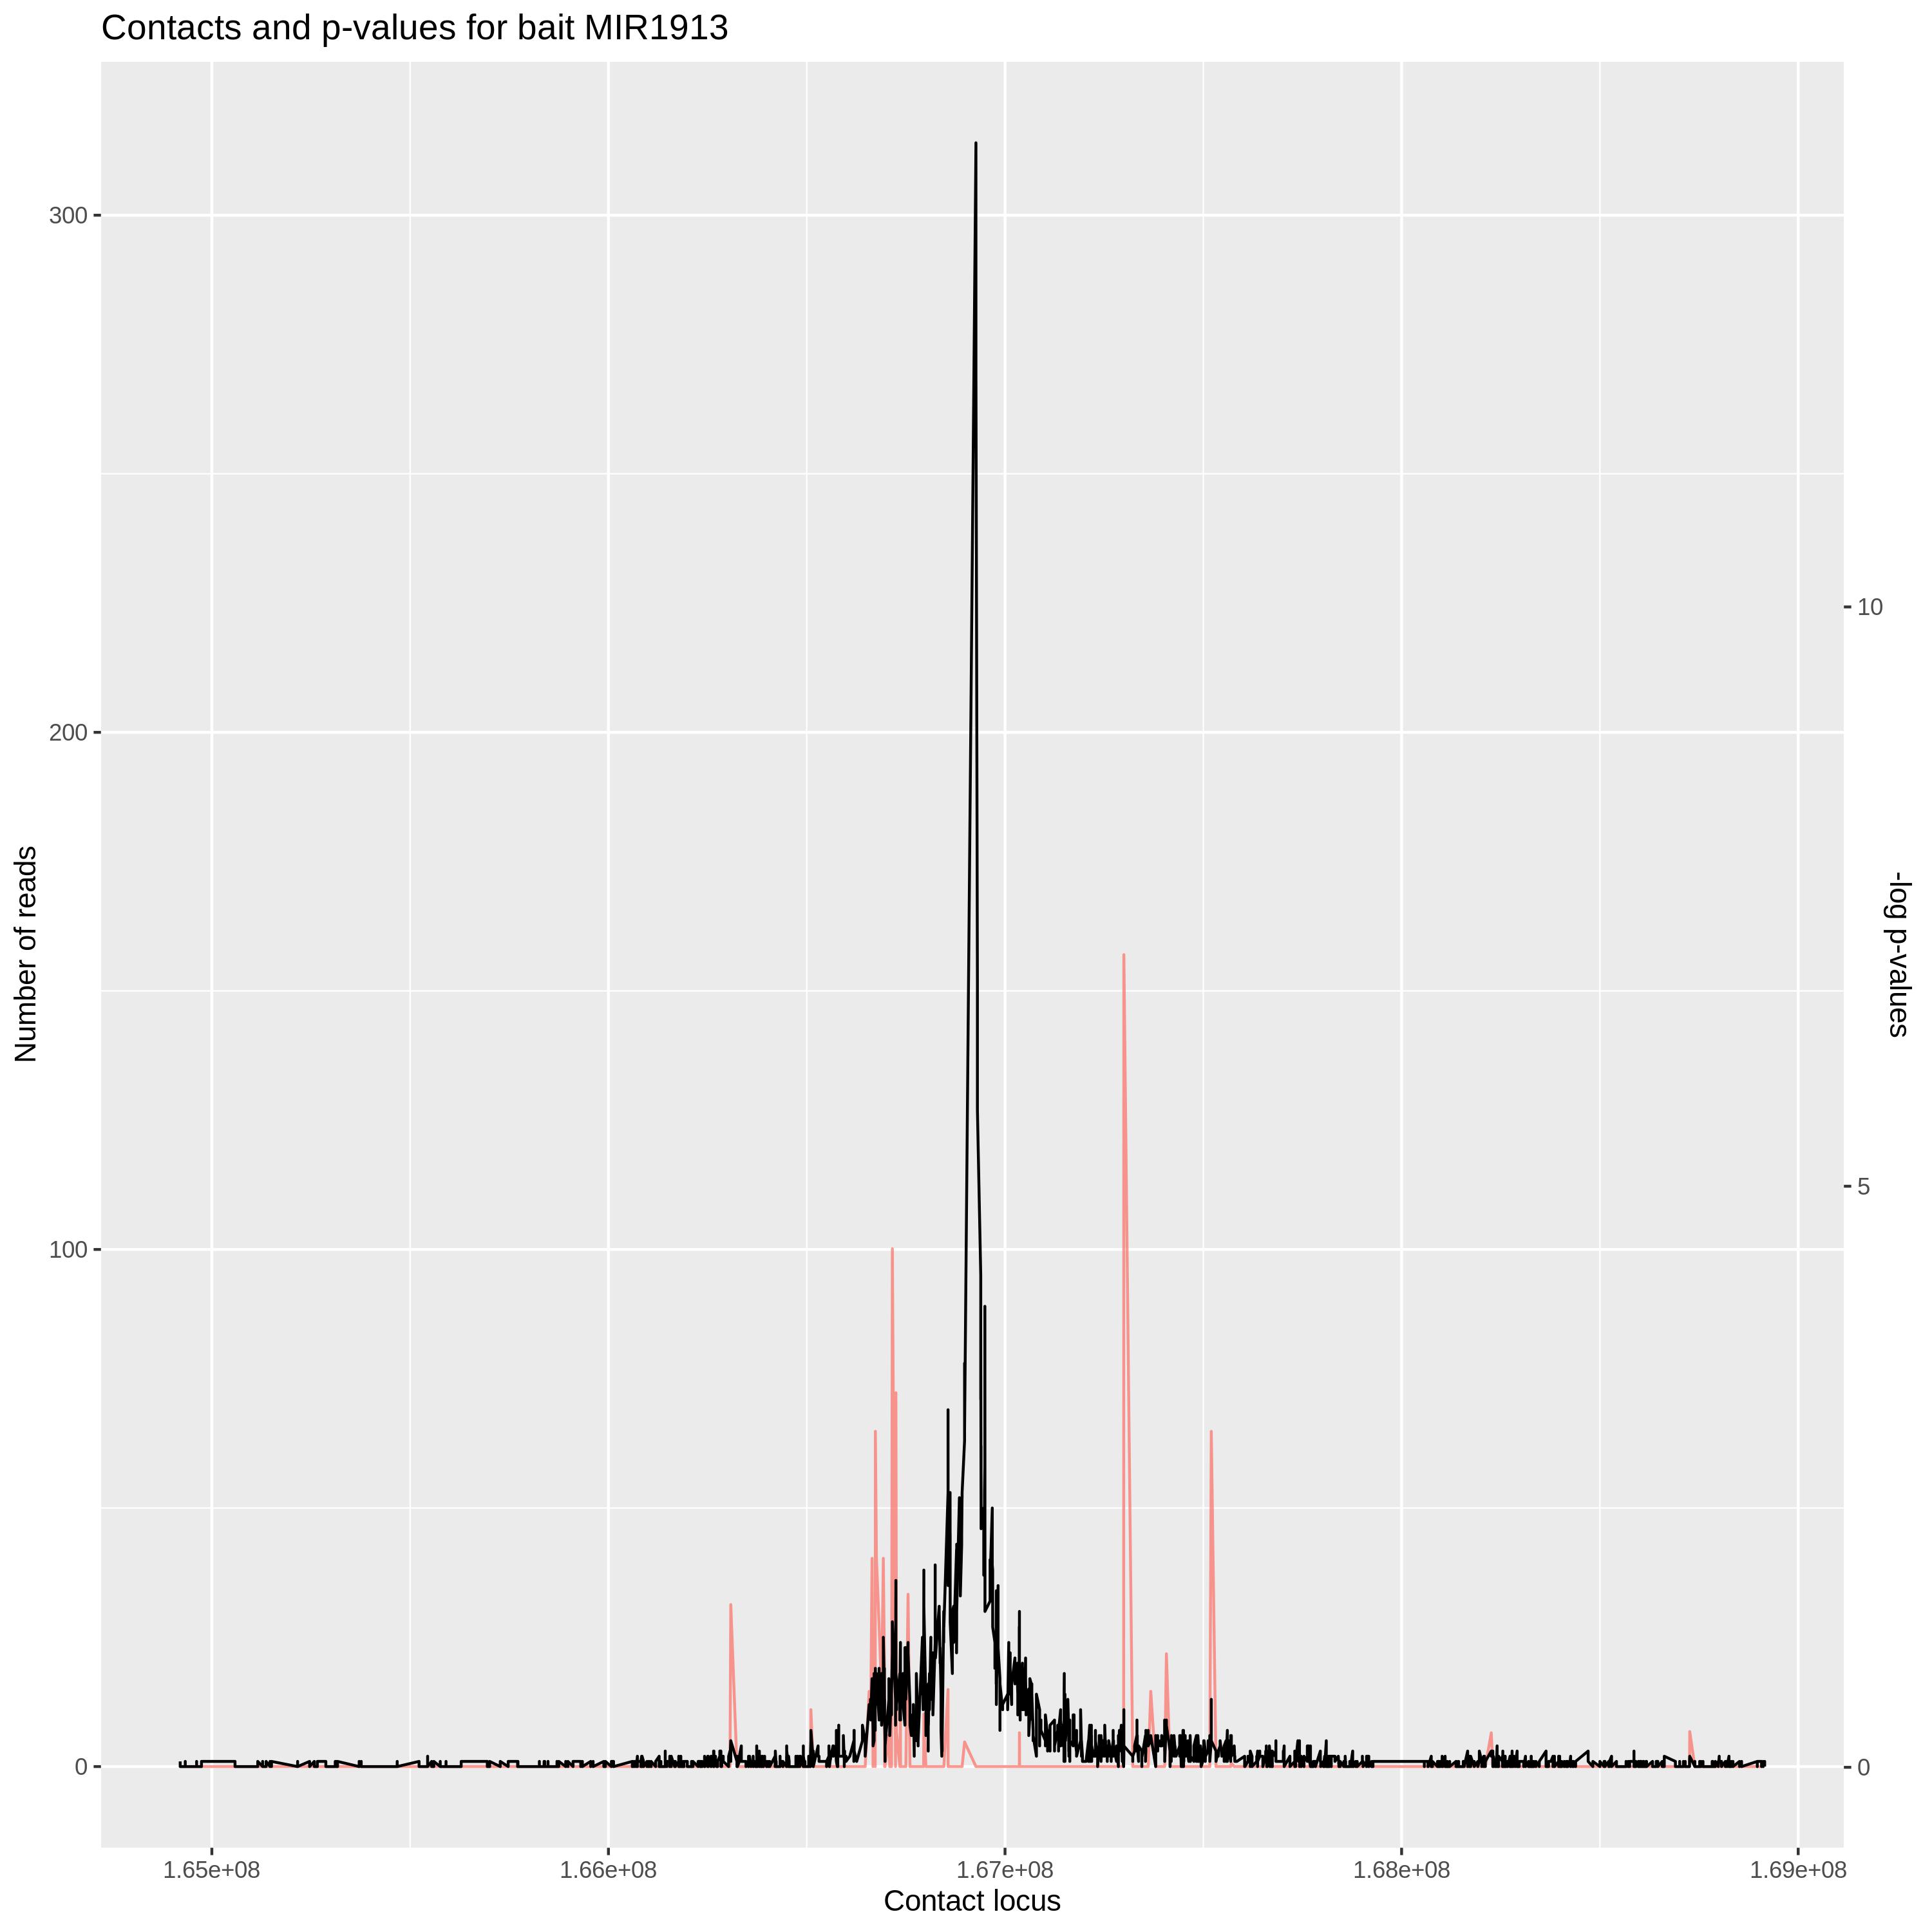 Contacts and p-values for bait MIR1913
300
200
100
0
Number of reads
10
5
0
-log p-values
1.65e+08
1.66e+08
1.67e+08
1.68e+08
1.69e+08
Contact locus